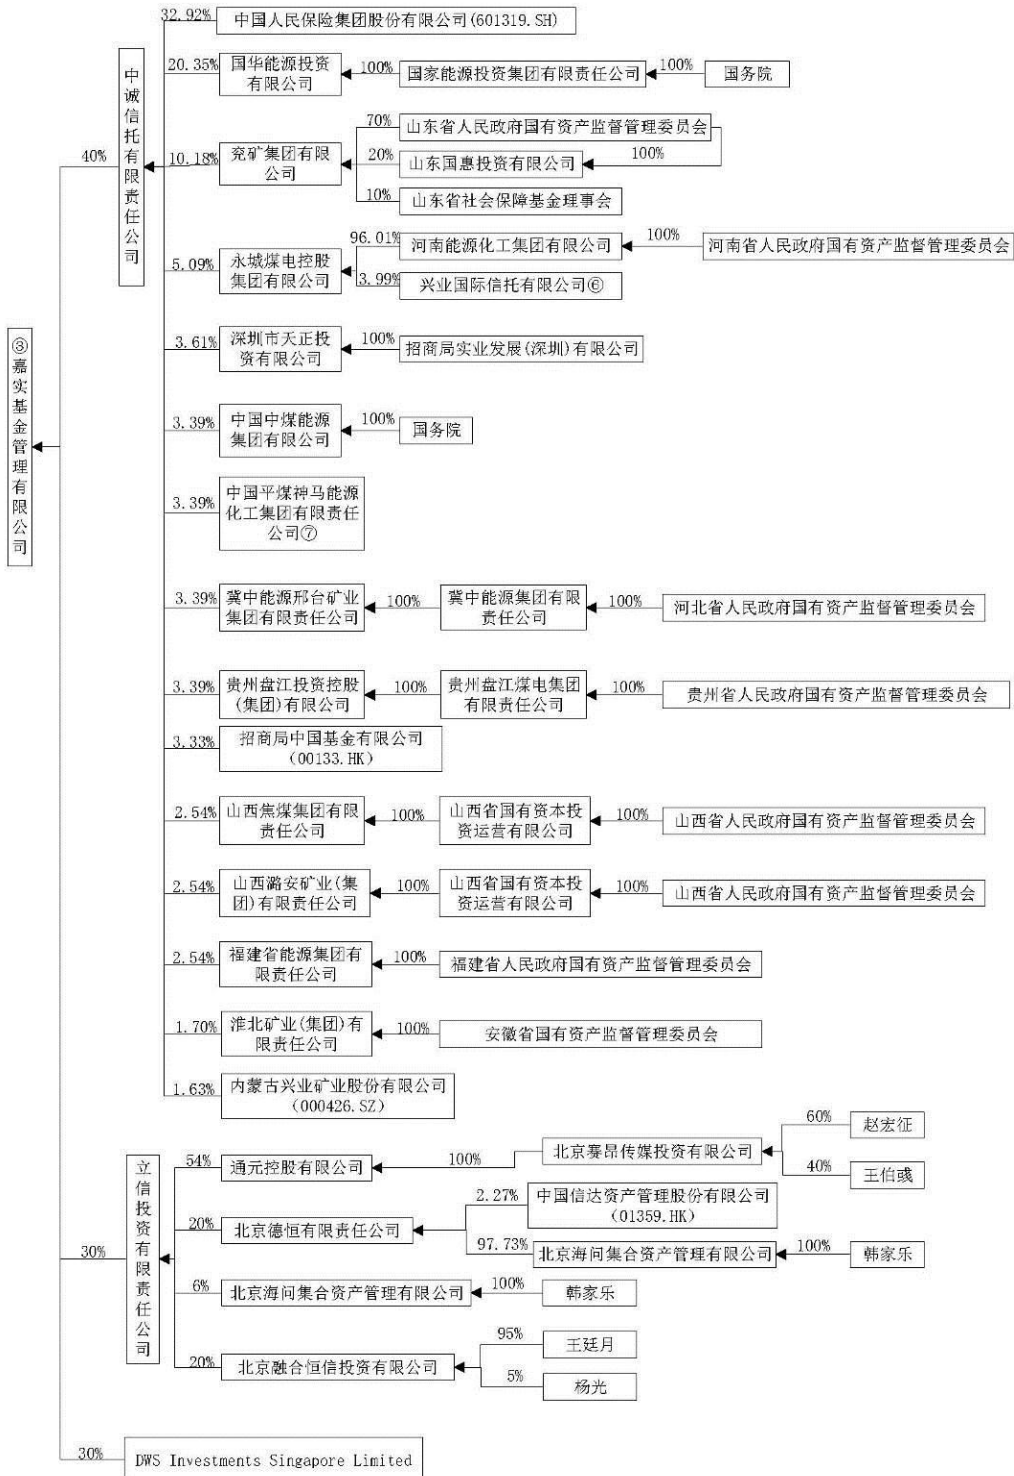 32.92%
中国人民保险集团股份有限公司(601319.SH)
中诚信托有限责任公司
40%
20.35%
国华能源投资
有限公司
100%
国家能源投资集团有限责任公司
100%
国务院
10.18%
兖矿集团有限
公司
70%
山东省人民政府国有资产监督管理委员会
20%
山东国惠投资有限公司
100%
10%
山东省社会保障基金理事会
5.09%
永城煤电控股
集团有限公司
96.01%
河南能源化工集团有限公司
100%
河南省人民政府国有资产监督管理委员会
3.99%
兴业国际信托有限公司⑥
③嘉实基金管理有限公司
3.61%
深圳市天正投
资有限公司
100%
招商局实业发展(深圳)有限公司
3.39%
中国中煤能源
集团有限公司
100%
国务院
3.39%
中国平煤神马能源
化工集团有限责任
公司⑦
3.39%
冀中能源邢台矿业
集团有限责任公司
100%
冀中能源集团有限
责任公司
100%
河北省人民政府国有资产监督管理委员会
3.39%
贵州盘江投资控股
(集团)有限公司
100%
贵州盘江煤电集团
有限责任公司
100%
贵州省人民政府国有资产监督管理委员会
3.33%
招商局中国基金有限公司
(00133.HK)
2.54%
山西焦煤集团有限
责任公司
100%
山西省国有资本投
资运营有限公司
100%
山西省人民政府国有资产监督管理委员会
2.54%
山西潞安矿业(集
团)有限责任公司
100%
山西省国有资本投
资运营有限公司
100%
山西省人民政府国有资产监督管理委员会
2.54%
福建省能源集团有
限责任公司
100%
福建省人民政府国有资产监督管理委员会
1.70%
淮北矿业(集团)有
限责任公司
100%
安徽省国有资产监督管理委员会
1.63%
内蒙古兴业矿业股份有限公司
(000426.SZ)
立信投资有限责任公司
30%
54%
通元控股有限公司
100%
北京赛昂传媒投资有限公司
60%
赵宏征
40%
王伯彧
20%
北京德恒有限责任公司
2.27%
中国信达资产管理股份有限公司
(01359.HK)
97.73%
北京海问集合资产管理有限公司
100%
韩家乐
6%
北京海问集合资产管理有限公司
100%
韩家乐
20%
北京融合恒信投资有限公司
95%
王廷月
5%
杨光
30%
DWS Investments Singapore Limited